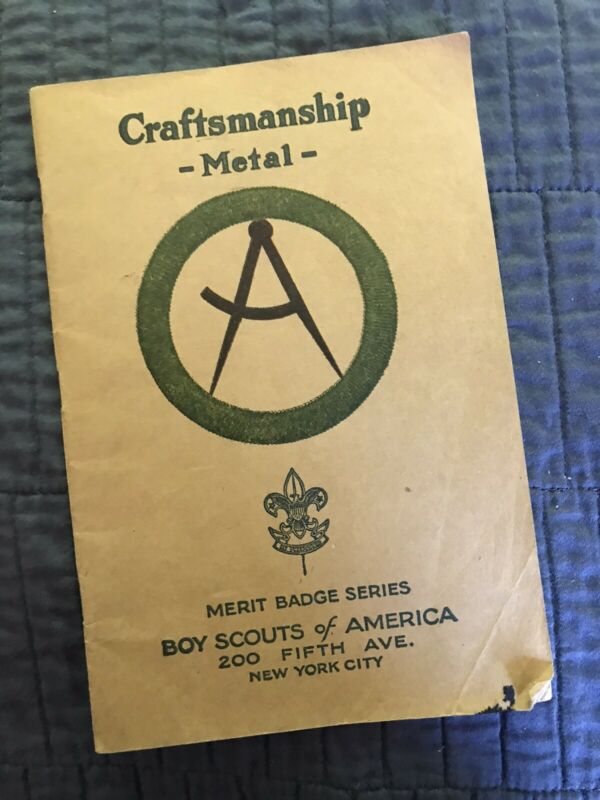 Craftsmanship
- Metal -
MERIT BADGE SERIES
BOY SCOUTS of AMERICA
200 FIFTH AVE.
NEW YORK CITY